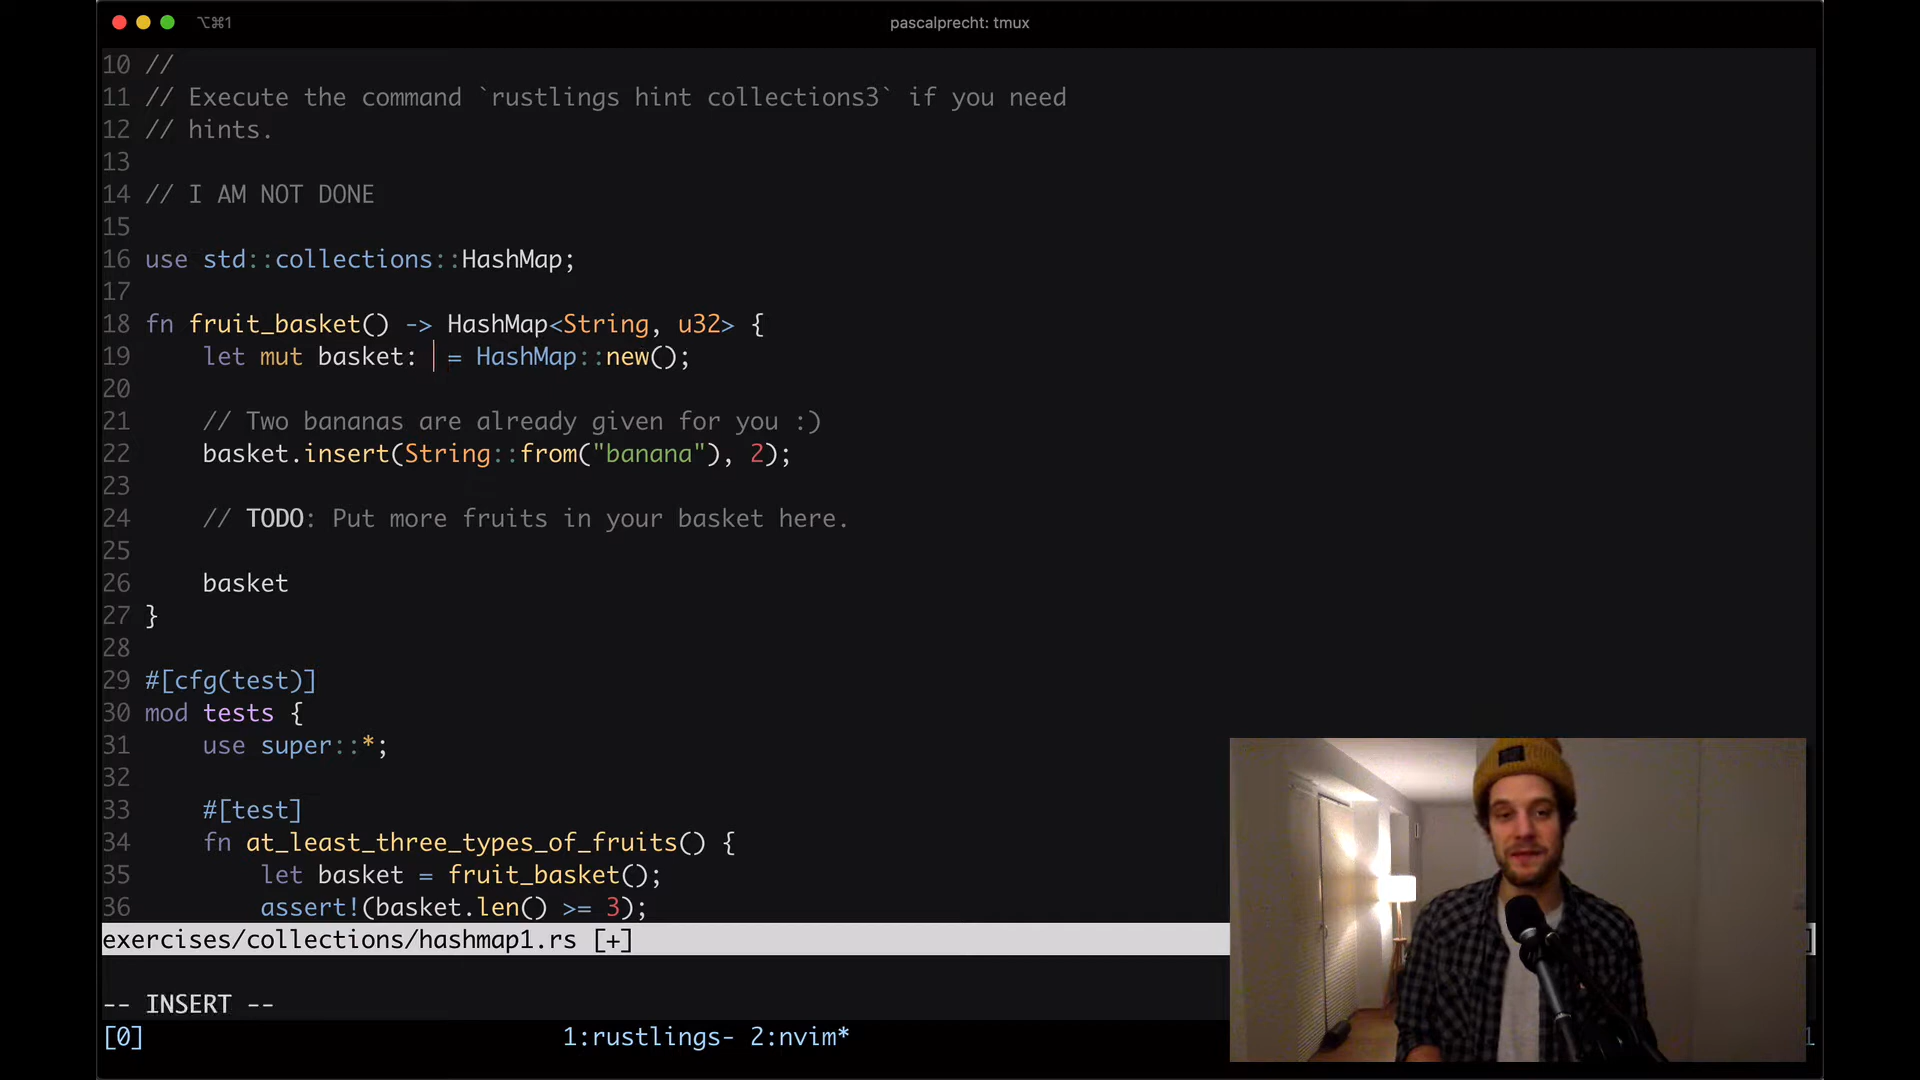 ⌥⌘1
pascalprecht: tmux
10 //
11 // Execute the command `rustlings hint collections3` if you need
12 // hints.
13
14 // I AM NOT DONE
15
16 use std::collections::HashMap;
17
18 fn fruit_basket() -> HashMap<String, u32> {
19     let mut basket:  = HashMap::new();
20
21     // Two bananas are already given for you :)
22     basket.insert(String::from("banana"), 2);
23
24     // TODO: Put more fruits in your basket here.
25
26     basket
27 }
28
29 #[cfg(test)]
30 mod tests {
31     use super::*;
32
33     #[test]
34     fn at_least_three_types_of_fruits() {
35         let basket = fruit_basket();
36         assert!(basket.len() >= 3);
exercises/collections/hashmap1.rs [+]
-- INSERT --
[0] 1:rustlings- 2:nvim*